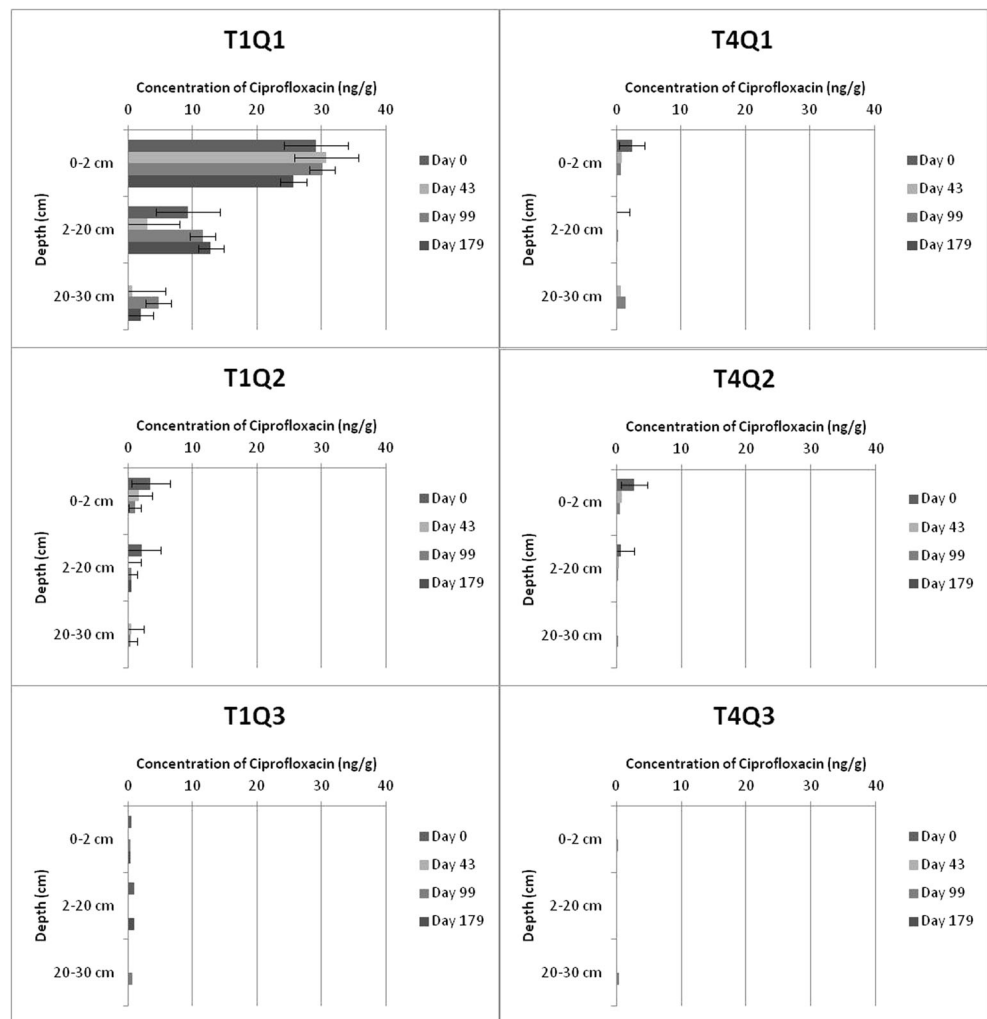 T1Q1
Concentration of Ciprofloxacin (ng/g)
0 10 20 30 40
Depth (cm)
0-2 cm
2-20 cm
20-30 cm
Day 0
Day 43
Day 99
Day 179
T4Q1
Concentration of Ciprofloxacin (ng/g)
0 10 20 30 40
Depth (cm)
0-2 cm
2-20 cm
20-30 cm
Day 0
Day 43
Day 99
Day 179
T1Q2
Concentration of Ciprofloxacin (ng/g)
0 10 20 30 40
Depth (cm)
0-2 cm
2-20 cm
20-30 cm
Day 0
Day 43
Day 99
Day 179
T4Q2
Concentration of Ciprofloxacin (ng/g)
0 10 20 30 40
Depth (cm)
0-2 cm
2-20 cm
20-30 cm
Day 0
Day 43
Day 99
Day 179
T1Q3
Concentration of Ciprofloxacin (ng/g)
0 10 20 30 40
Depth (cm)
0-2 cm
2-20 cm
20-30 cm
Day 0
Day 43
Day 99
Day 179
T4Q3
Concentration of Ciprofloxacin (ng/g)
0 10 20 30 40
Depth (cm)
0-2 cm
2-20 cm
20-30 cm
Day 0
Day 43
Day 99
Day 179